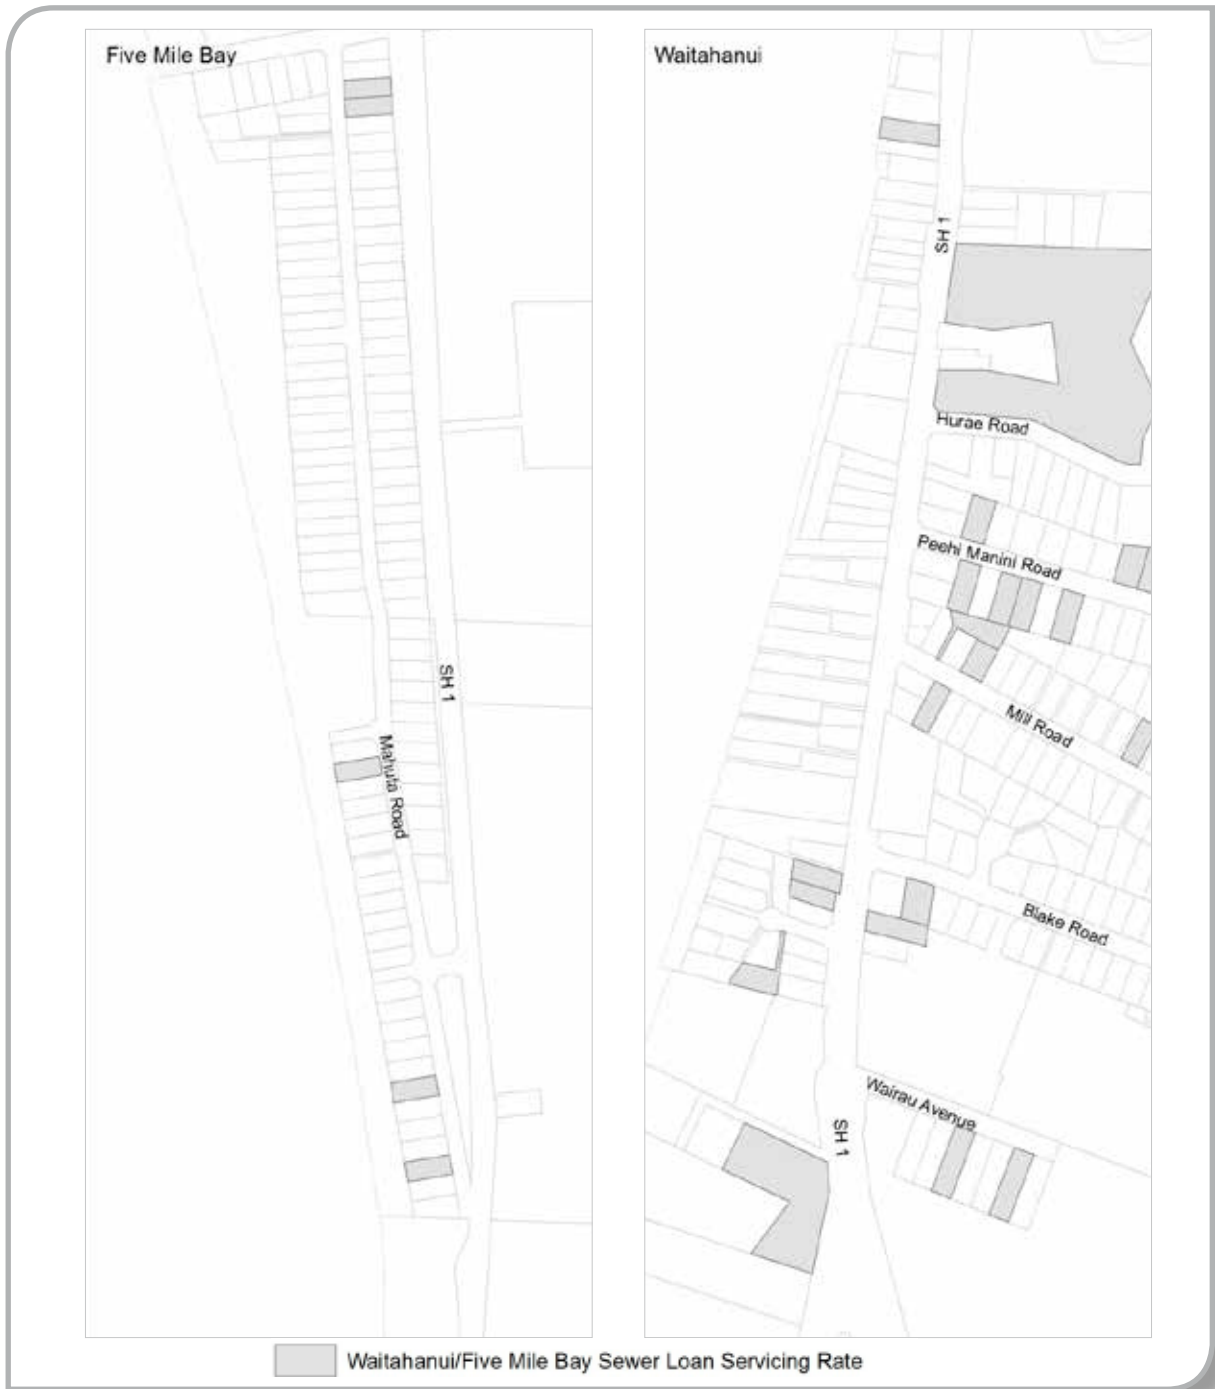 Five Mile Bay
SH 1
Mahuta Road
Waitahanui
SH 1
Hurae Road
Peehi Manini Road
Mill Road
Blake Road
Wairau Avenue
SH 1
Waitahanui/Five Mile Bay Sewer Loan Servicing Rate